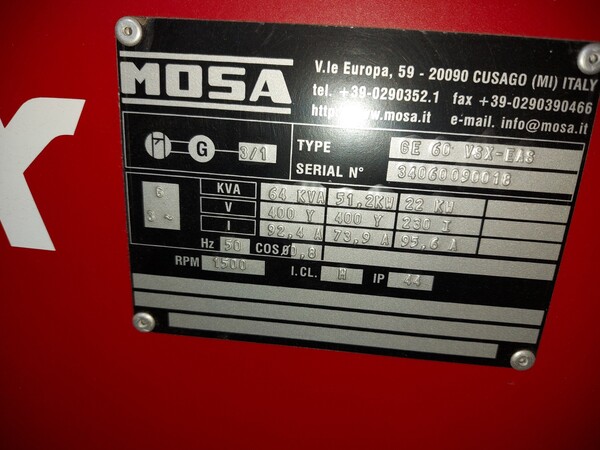 MOSA
V.le Europa, 59 - 20090 CUSAGO (MI) ITALY
tel. +39-0290352.1 fax +39-0290390466
http://www.mosa.it e-mail. info@mosa.it
G 3/1
TYPE GE 60 VSX-EAS
SERIAL N° 34060090018
KVA 64 KVA 51,2KW 22 KW
V 400 Y 400 Y 230 I
I 92,4 A 73,9 A 95,6 A
Hz 50 COSØ 0,8
RPM 1500 I.CL. H IP 44
X